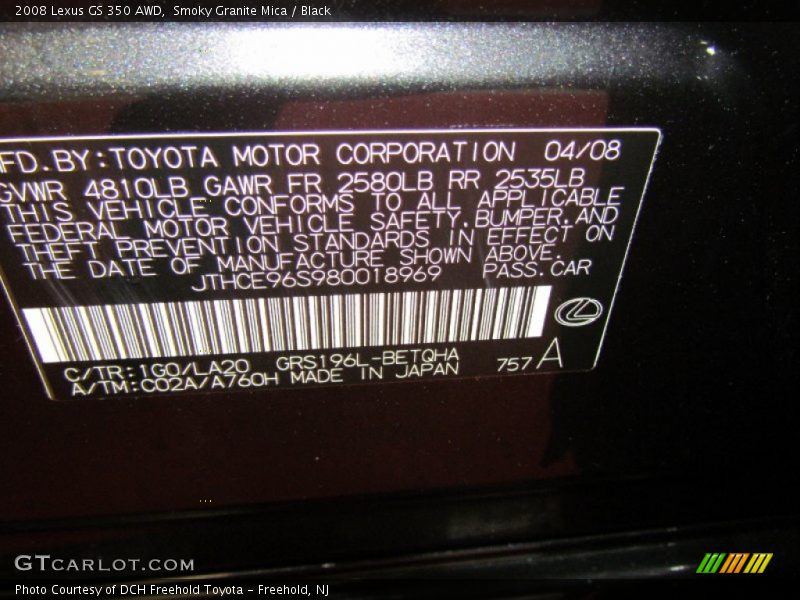 2008 Lexus GS 350 AWD, Smoky Granite Mica / Black
MFD.BY:TOYOTA MOTOR CORPORATION 04/08
GVWR 4810LB GAWR FR 2580LB RR 2535LB
THIS VEHICLE CONFORMS TO ALL APPLICABLE
FEDERAL MOTOR VEHICLE SAFETY,BUMPER,AND
THEFT PREVENTION STANDARDS IN EFFECT ON
THE DATE OF MANUFACTURE SHOWN ABOVE.
JTHCE96S980018969 PASS.CAR
C/TR:1G0/LA20 GRS196L-BETQHA
A/TM:C02A/A760H MADE IN JAPAN 757 A
GTCARLOT.COM
Photo Courtesy of DCH Freehold Toyota - Freehold, NJ